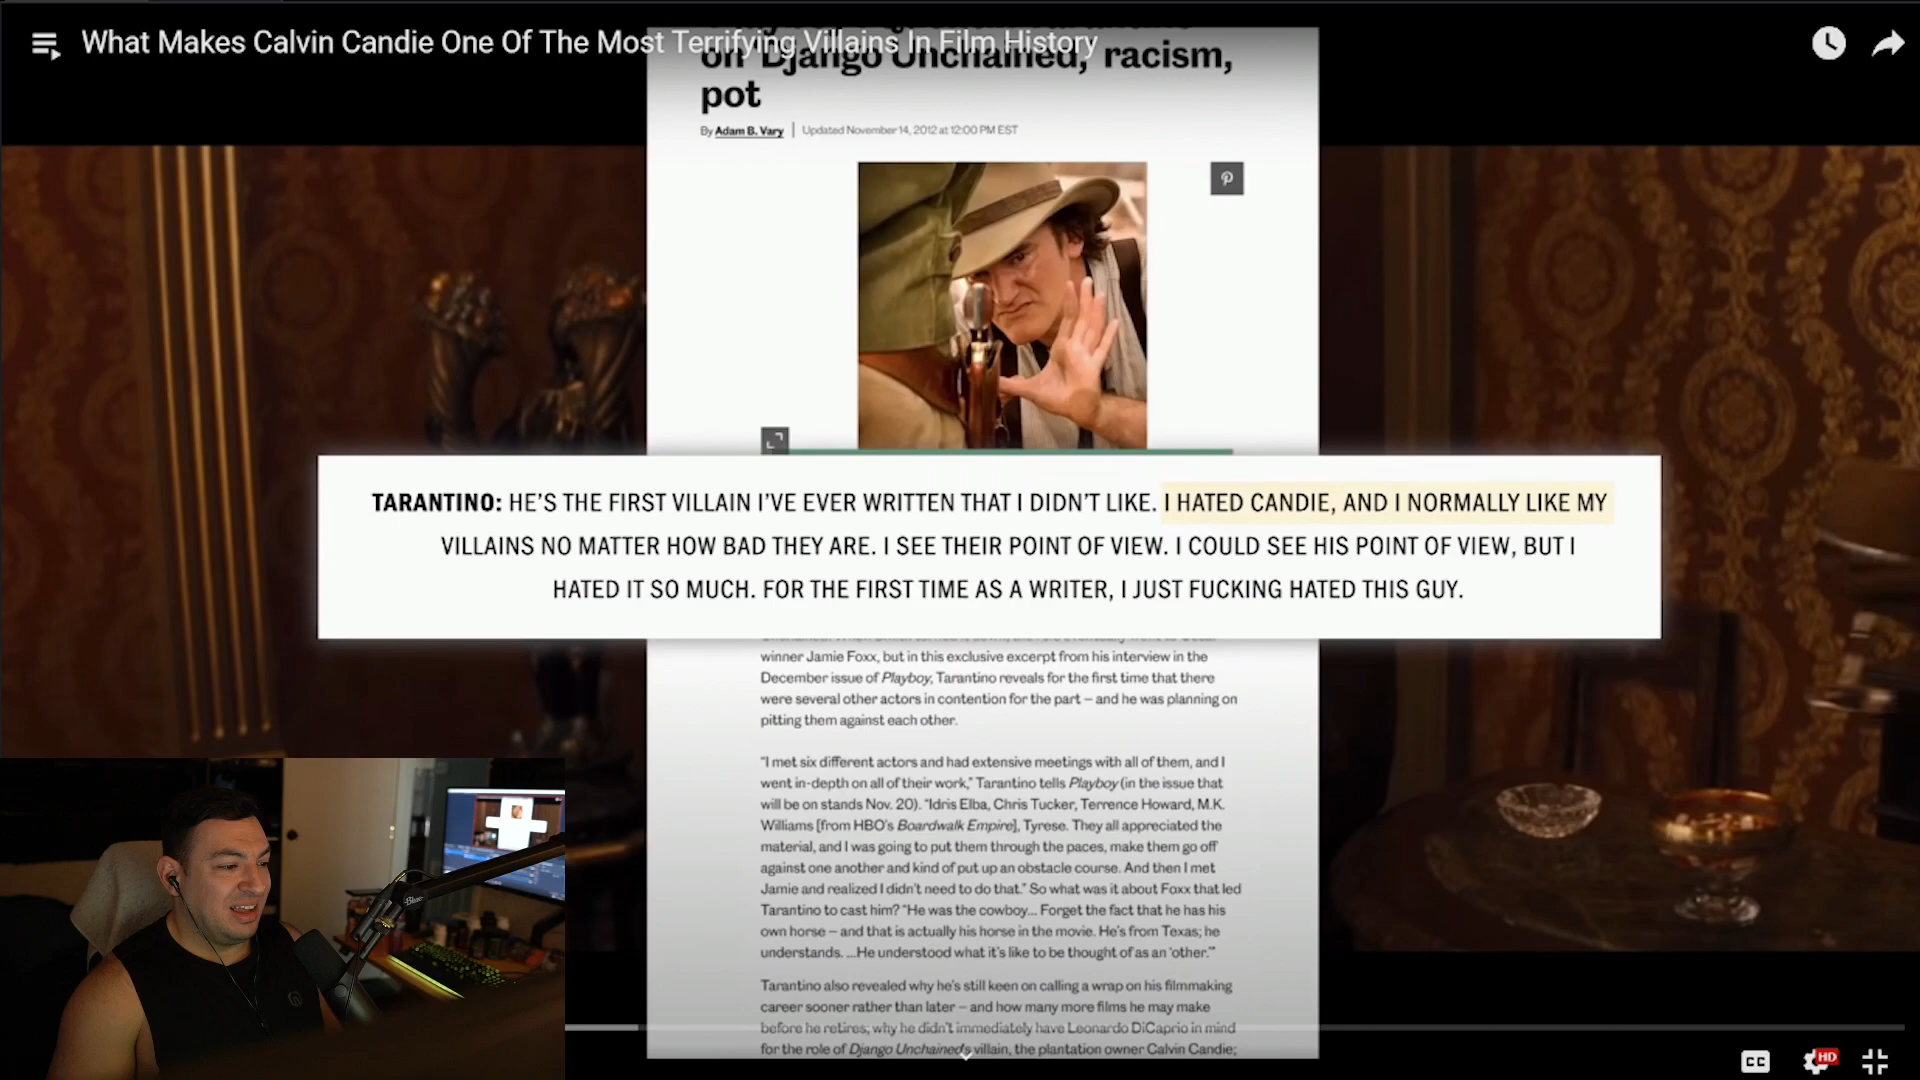 What Makes Calvin Candie One Of The Most Terrifying Villains In Film History
on 'Django Unchained,' racism,
pot
By Adam B. Vary | Updated November 14, 2012 at 12:00 PM EST
TARANTINO: HE'S THE FIRST VILLAIN I'VE EVER WRITTEN THAT I DIDN'T LIKE. I HATED CANDIE, AND I NORMALLY LIKE MY
VILLAINS NO MATTER HOW BAD THEY ARE. I SEE THEIR POINT OF VIEW. I COULD SEE HIS POINT OF VIEW, BUT I
HATED IT SO MUCH. FOR THE FIRST TIME AS A WRITER, I JUST FUCKING HATED THIS GUY.
winner Jamie Foxx, but in this exclusive excerpt from his interview in the
December issue of Playboy, Tarantino reveals for the first time that there
were several other actors in contention for the part – and he was planning on
pitting them against each other.
"I met six different actors and had extensive meetings with all of them, and I
went in-depth on all of their work," Tarantino tells Playboy (in the issue that
will be on stands Nov. 20). "Idris Elba, Chris Tucker, Terrence Howard, M.K.
Williams [from HBO's Boardwalk Empire], Tyrese. They all appreciated the
material, and I was going to put them through the paces, make them go off
against one another and kind of put up an obstacle course. And then I met
Jamie and realized I didn't need to do that." So what was it about Foxx that led
Tarantino to cast him? "He was the cowboy... Forget the fact that he has his
own horse – and that is actually his horse in the movie. He's from Texas; he
understands. ...He understood what it's like to be thought of as an 'other.'"
Tarantino also revealed why he's still keen on calling a wrap on his filmmaking
career sooner rather than later – and how many more films he may make
before he retires; why he didn't immediately have Leonardo DiCaprio in mind
for the role of Django Unchained's villain, the plantation owner Calvin Candie;
Blue
CC
HD